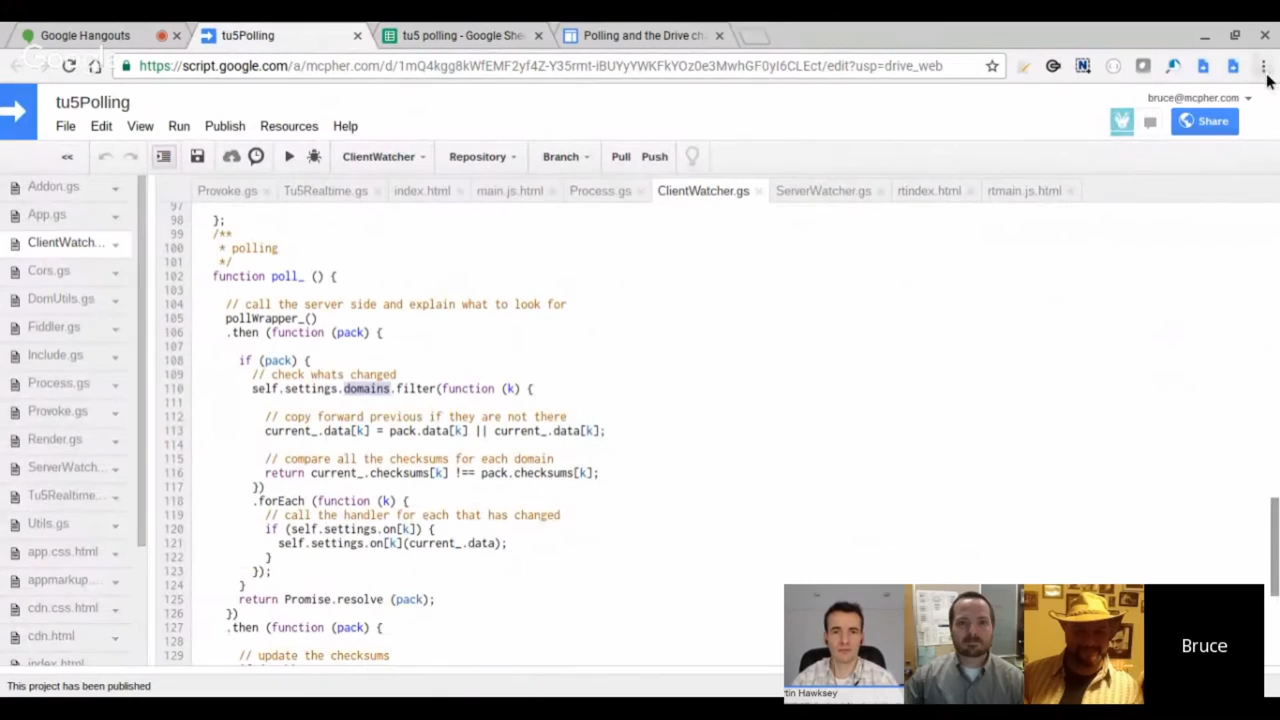 Google Hangouts
tu5Polling
tu5 polling - Google She
Polling and the Drive ch
https://script.google.com/a/mcpher.com/d/1mQ4kgg8kWfEMF2yf4Z-Y35rmt-iBUYyYWKFkYOz0e3MwhGF0yI6CLEct/edit?usp=drive_web
tu5Polling
bruce@mcpher.com
File Edit View Run Publish Resources Help
Share
<< ClientWatcher Repository Branch Pull Push
Addon.gs
App.gs
ClientWatch...
Cors.gs
DomUtils.gs
Fiddler.gs
Include.gs
Process.gs
Provoke.gs
Render.gs
ServerWatch...
Tu5Realtime...
Utils.gs
app.css.html
appmarkup....
cdn.css.html
cdn.html
index.html
Provoke.gs Tu5Realtime.gs index.html main.js.html Process.gs ClientWatcher.gs ServerWatcher.gs rtindex.html rtmain.js.html
97
98 };
99 /**
100 * polling
101 */
102 function poll_ () {
103
104 // call the server side and explain what to look for
105 pollWrapper_()
106 .then (function (pack) {
107
108 if (pack) {
109 // check whats changed
110 self.settings.domains.filter(function (k) {
111
112 // copy forward previous if they are not there
113 current_.data[k] = pack.data[k] || current_.data[k];
114
115 // compare all the checksums for each domain
116 return current_.checksums[k] !== pack.checksums[k];
117 })
118 .forEach (function (k) {
119 // call the handler for each that has changed
120 if (self.settings.on[k]) {
121 self.settings.on[k](current_.data);
122 }
123 });
124 }
125 return Promise.resolve (pack);
126 })
127 .then (function (pack) {
128
129 // update the checksums
This project has been published
tin Hawksey
Bruce